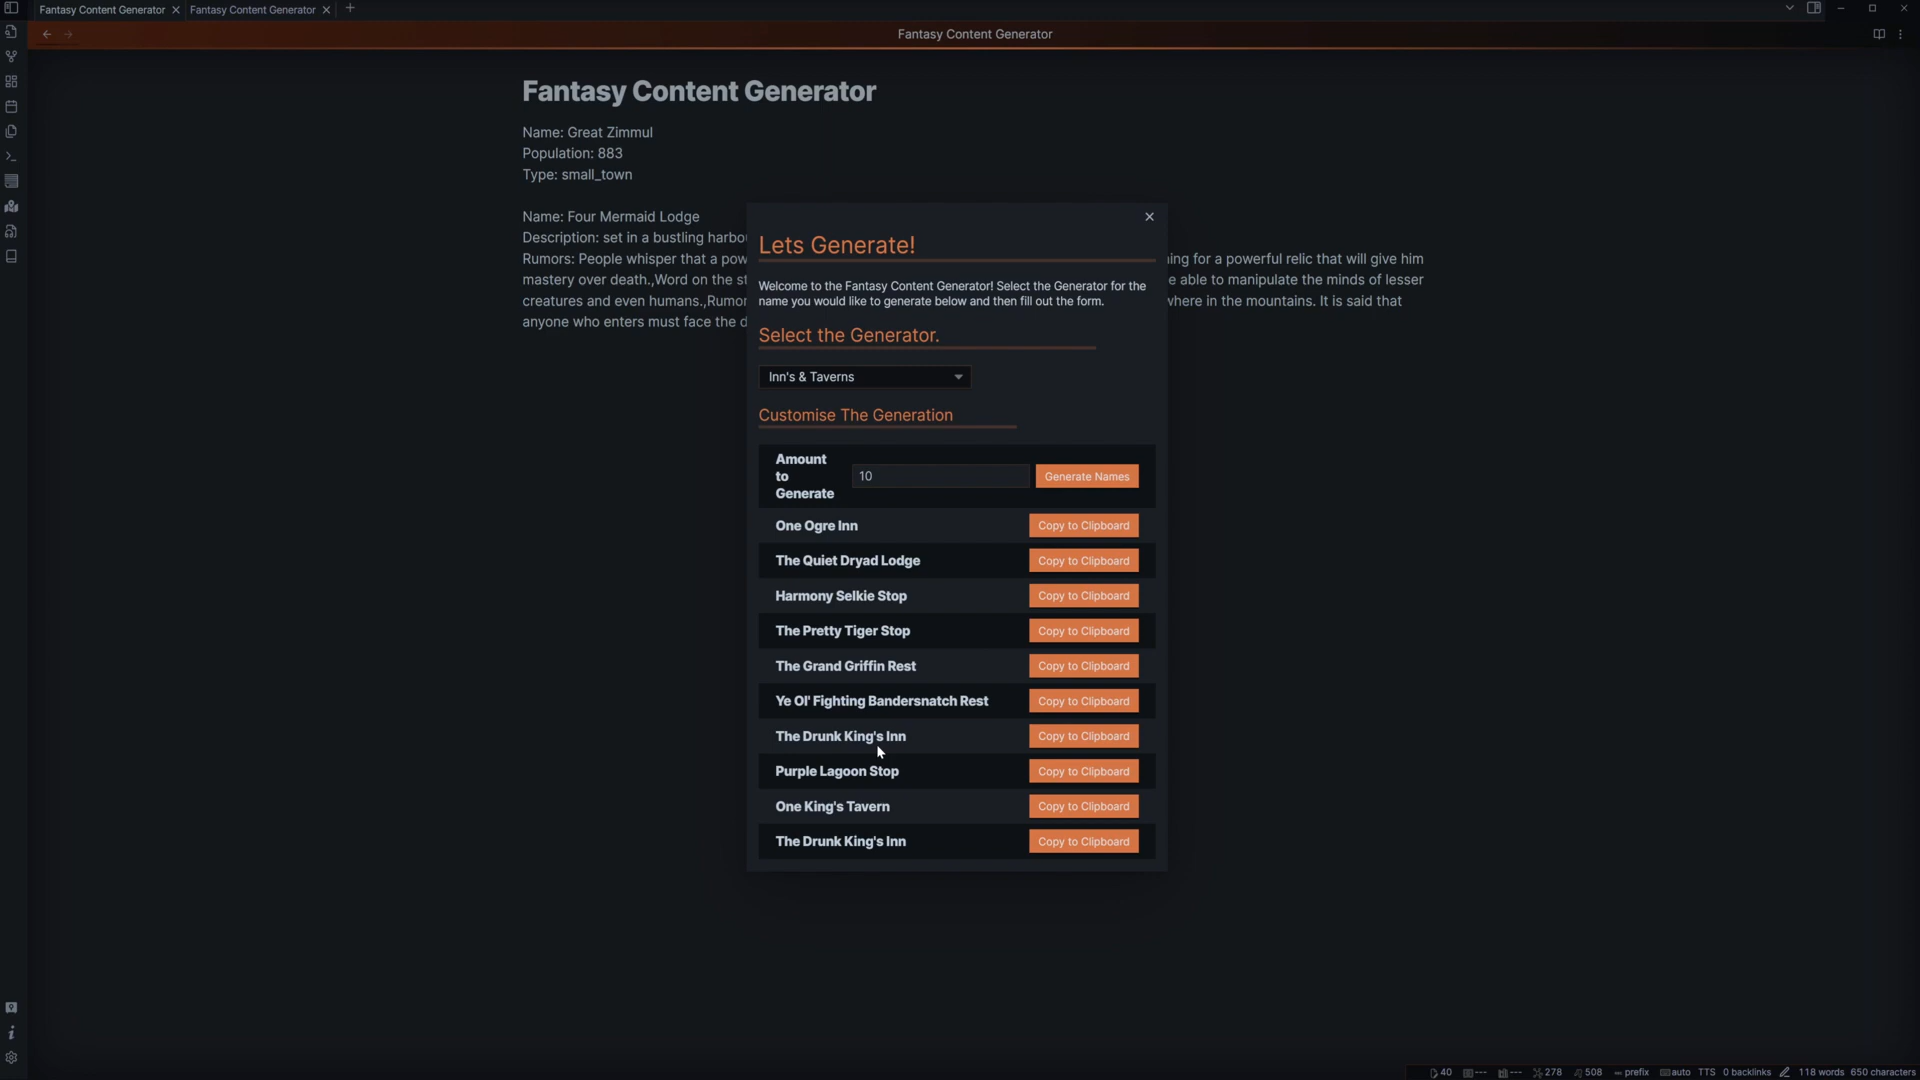 Fantasy Content Generator
Fantasy Content Generator
Fantasy Content Generator
Fantasy Content Generator
Name: Great Zimmul
Population: 883
Type: small_town
Name: Four Mermaid Lodge
Description: set in a bustling
Rumors: People whisper that a
ing for a powerful relic that will give him
mastery over death.,Word on the
able to manipulate the minds of lesser
creatures and even humans.
in the mountains. It is said that
anyone who enters must face the
Lets Generate!
Welcome to the Fantasy Content Generator! Select the Generator for the
name you would like to generate below and then fill out the form.
Select the Generator.
Inn's & Taverns
Customise The Generation
Amount
to
Generate
10
Generate Names
One Ogre Inn
Copy to Clipboard
The Quiet Dryad Lodge
Copy to Clipboard
Harmony Selkie Stop
Copy to Clipboard
The Pretty Tiger Stop
Copy to Clipboard
The Grand Griffin Rest
Copy to Clipboard
Ye Ol' Fighting Bandersnatch Rest
Copy to Clipboard
The Drunk King's Inn
Copy to Clipboard
Purple Lagoon Stop
Copy to Clipboard
One King's Tavern
Copy to Clipboard
The Drunk King's Inn
Copy to Clipboard
40 --- --- 278 508 prefix auto TTS 0 backlinks 118 words 650 characters